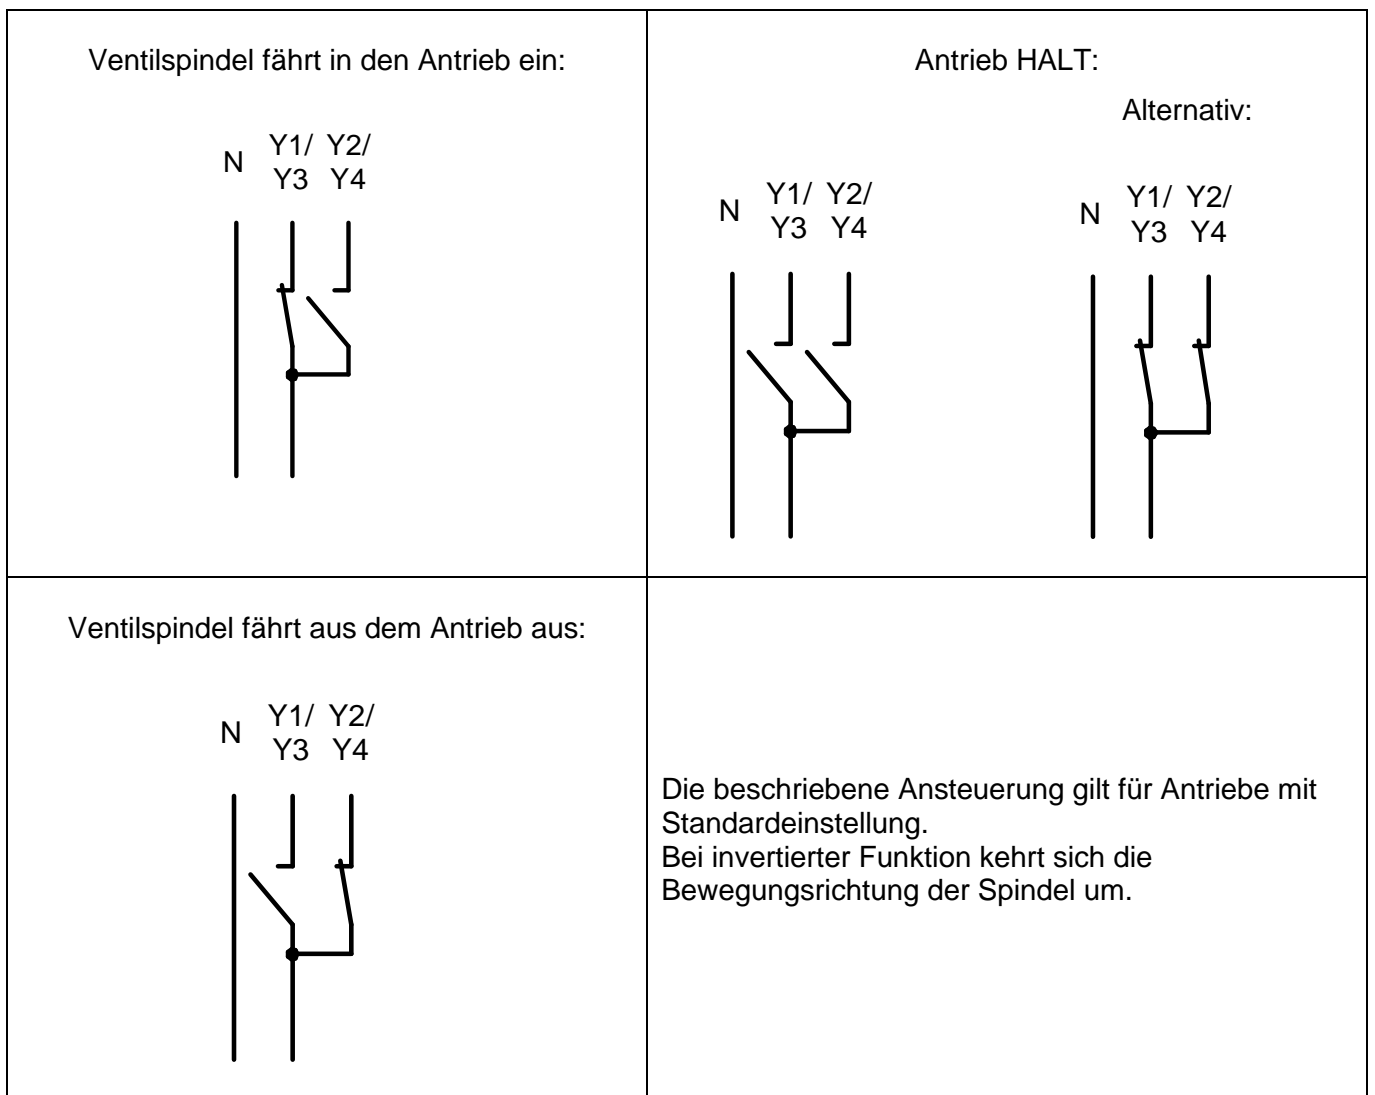 Ventilspindel fährt in den Antrieb ein:
N Y1/ Y2/
Y3 Y4
Antrieb HALT:
Alternativ:
N Y1/ Y2/
Y3 Y4
N Y1/ Y2/
Y3 Y4
Ventilspindel fährt aus dem Antrieb aus:
N Y1/ Y2/
Y3 Y4
Die beschriebene Ansteuerung gilt für Antriebe mit
Standardeinstellung.
Bei invertierter Funktion kehrt sich die
Bewegungsrichtung der Spindel um.